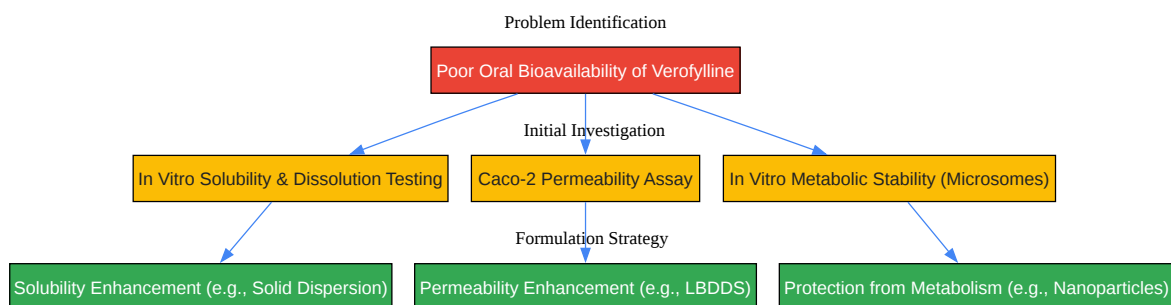 Problem Identification
Poor Oral Bioavailability of Verofylline
Initial Investigation
In Vitro Solubility & Dissolution Testing
Caco-2 Permeability Assay
In Vitro Metabolic Stability (Microsomes)
Formulation Strategy
Solubility Enhancement (e.g., Solid Dispersion)
Permeability Enhancement (e.g., LBDDS)
Protection from Metabolism (e.g., Nanoparticles)